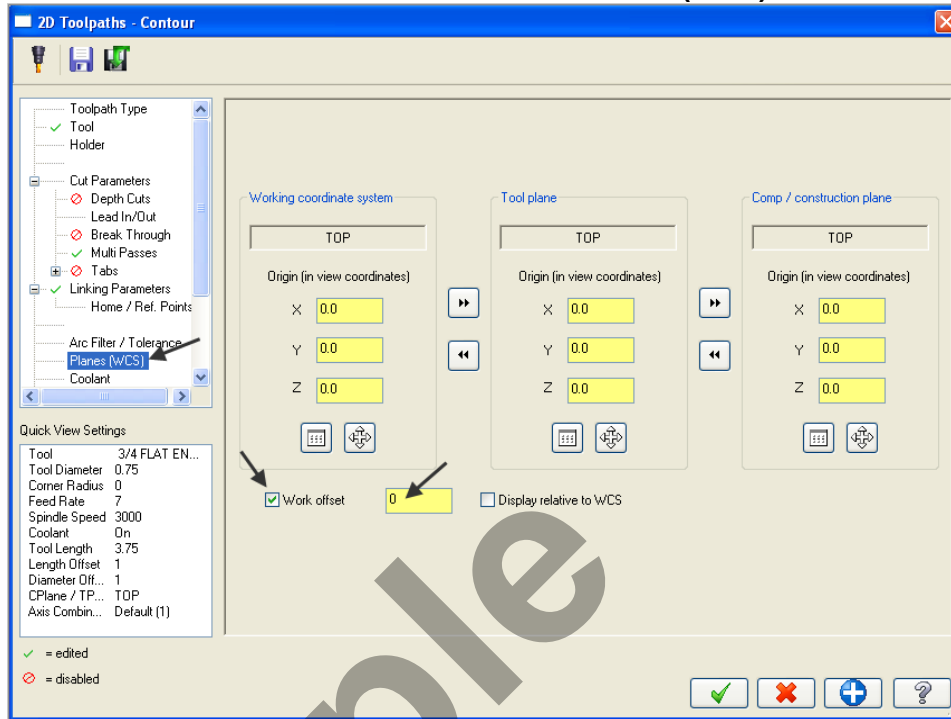 2D Toolpaths - Contour
Toolpath Type
Tool
Holder
Cut Parameters
Depth Cuts
Lead In/Out
Break Through
Multi Passes
Tabs
Linking Parameters
Home / Ref. Points
Arc Filter / Tolerance
Planes (WCS)
Coolant
Quick View Settings
Tool 3/4 FLAT EN...
Tool Diameter 0.75
Corner Radius 0
Feed Rate 7
Spindle Speed 3000
Coolant On
Tool Length 3.75
Length Offset 1
Diameter Off... 1
CPlane / TP... TOP
Axis Combin... Default (1)
= edited
= disabled
Working coordinate system
TOP
Origin (in view coordinates)
X 0.0
Y 0.0
Z 0.0
Tool plane
TOP
Origin (in view coordinates)
X 0.0
Y 0.0
Z 0.0
Comp / construction plane
TOP
Origin (in view coordinates)
X 0.0
Y 0.0
Z 0.0
Work offset 0
Display relative to WCS